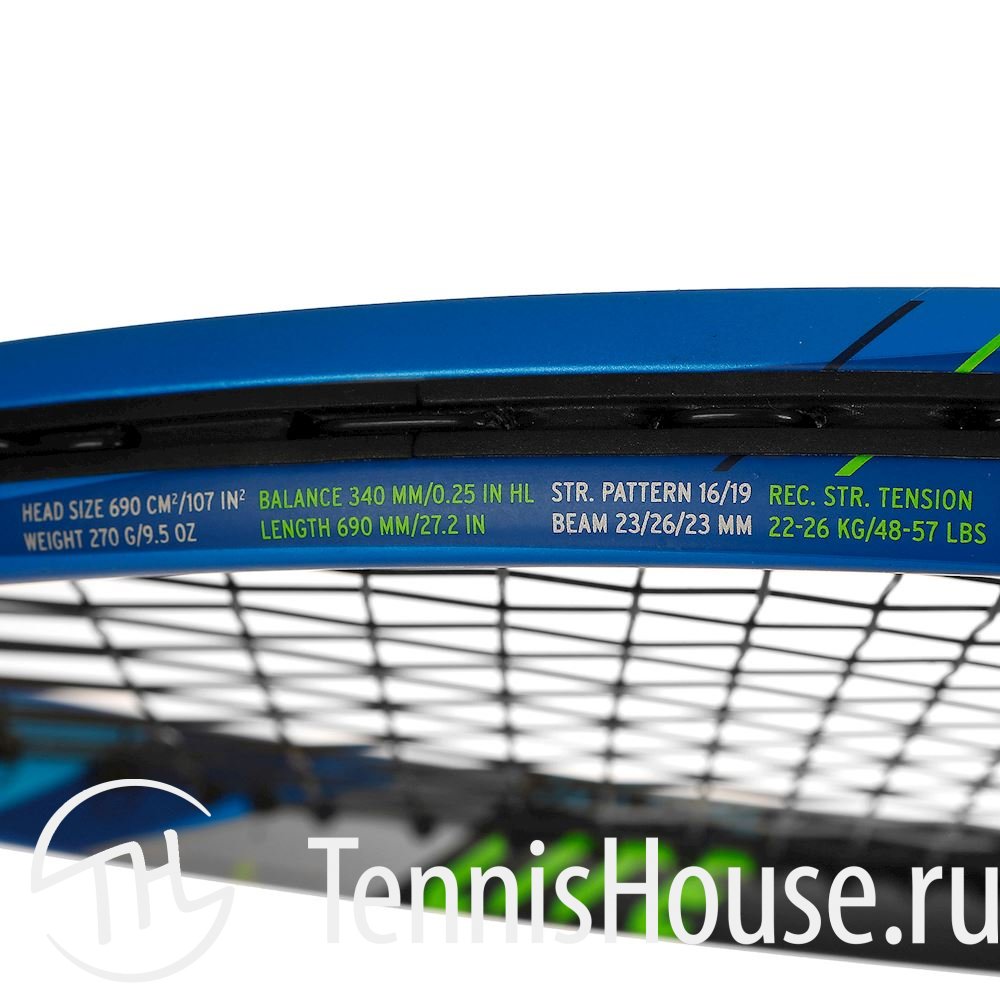 HEAD SIZE 690 CM²/107 IN²
WEIGHT 270 G/9.5 OZ
BALANCE 340 MM/0.25 IN HL
LENGTH 690 MM/27.2 IN
STR. PATTERN 16/19
BEAM 23/26/23 MM
REC. STR. TENSION
22-26 KG/48-57 LBS
TH
TennisHouse.ru